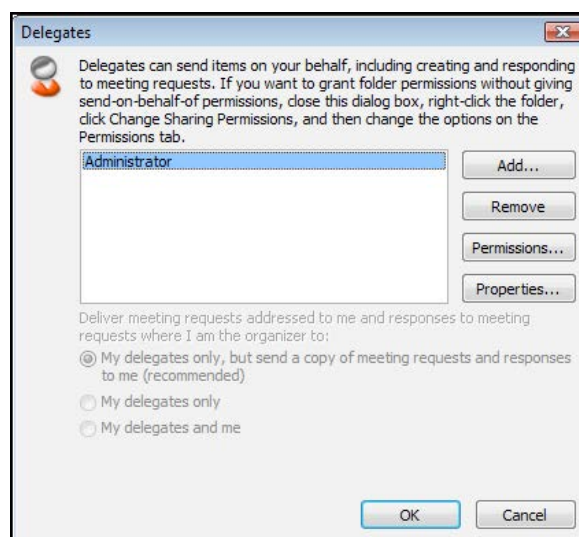 Delegates
Delegates can send items on your behalf, including creating and responding
to meeting requests. If you want to grant folder permissions without giving
send-on-behalf-of permissions, close this dialog box, right-click the folder,
click Change Sharing Permissions, and then change the options on the
Permissions tab.
Administrator
Add...
Remove
Permissions...
Properties...
Deliver meeting requests addressed to me and responses to meeting
requests where I am the organizer to:
My delegates only, but send a copy of meeting requests and responses
to me (recommended)
My delegates only
My delegates and me
OK
Cancel